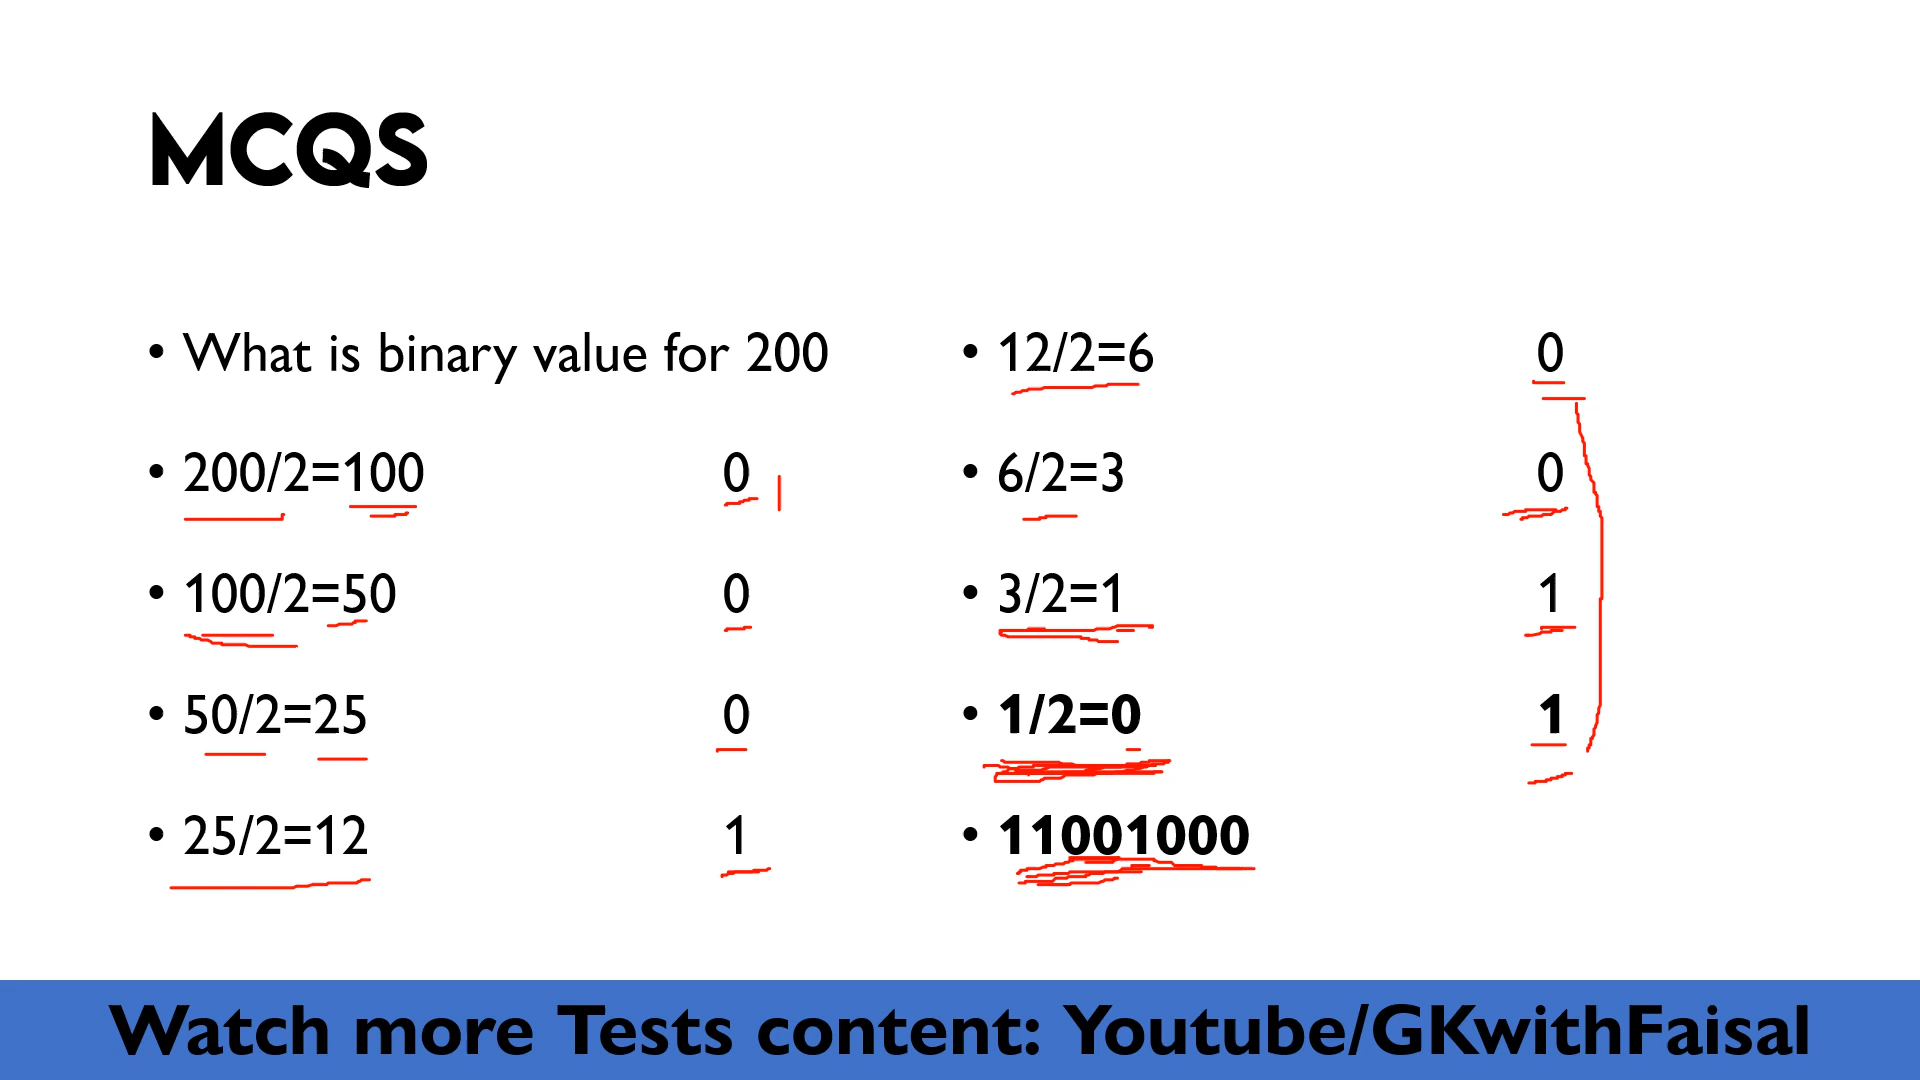 MCQS
• What is binary value for 200
• 200/2=100 0
• 100/2=50 0
• 50/2=25 0
• 25/2=12 1
• 12/2=6 0
• 6/2=3 0
• 3/2=1 1
• 1/2=0 1
• 11001000
Watch more Tests content: Youtube/GKwithFaisal